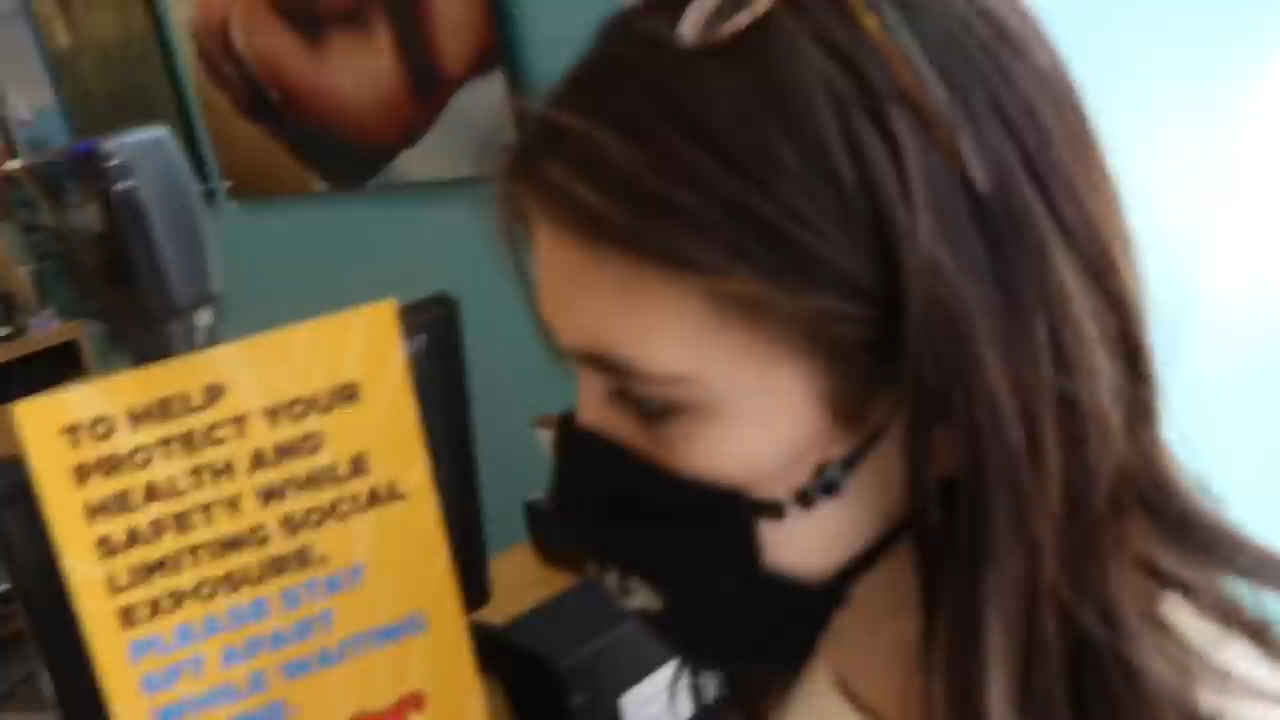 TO HELP
PROTECT YOUR
HEALTH AND
SAFETY WHILE
LIMITING SOCIAL
EXPOSURE,
PLEASE STAY
6FT APART
WHILE WAITING